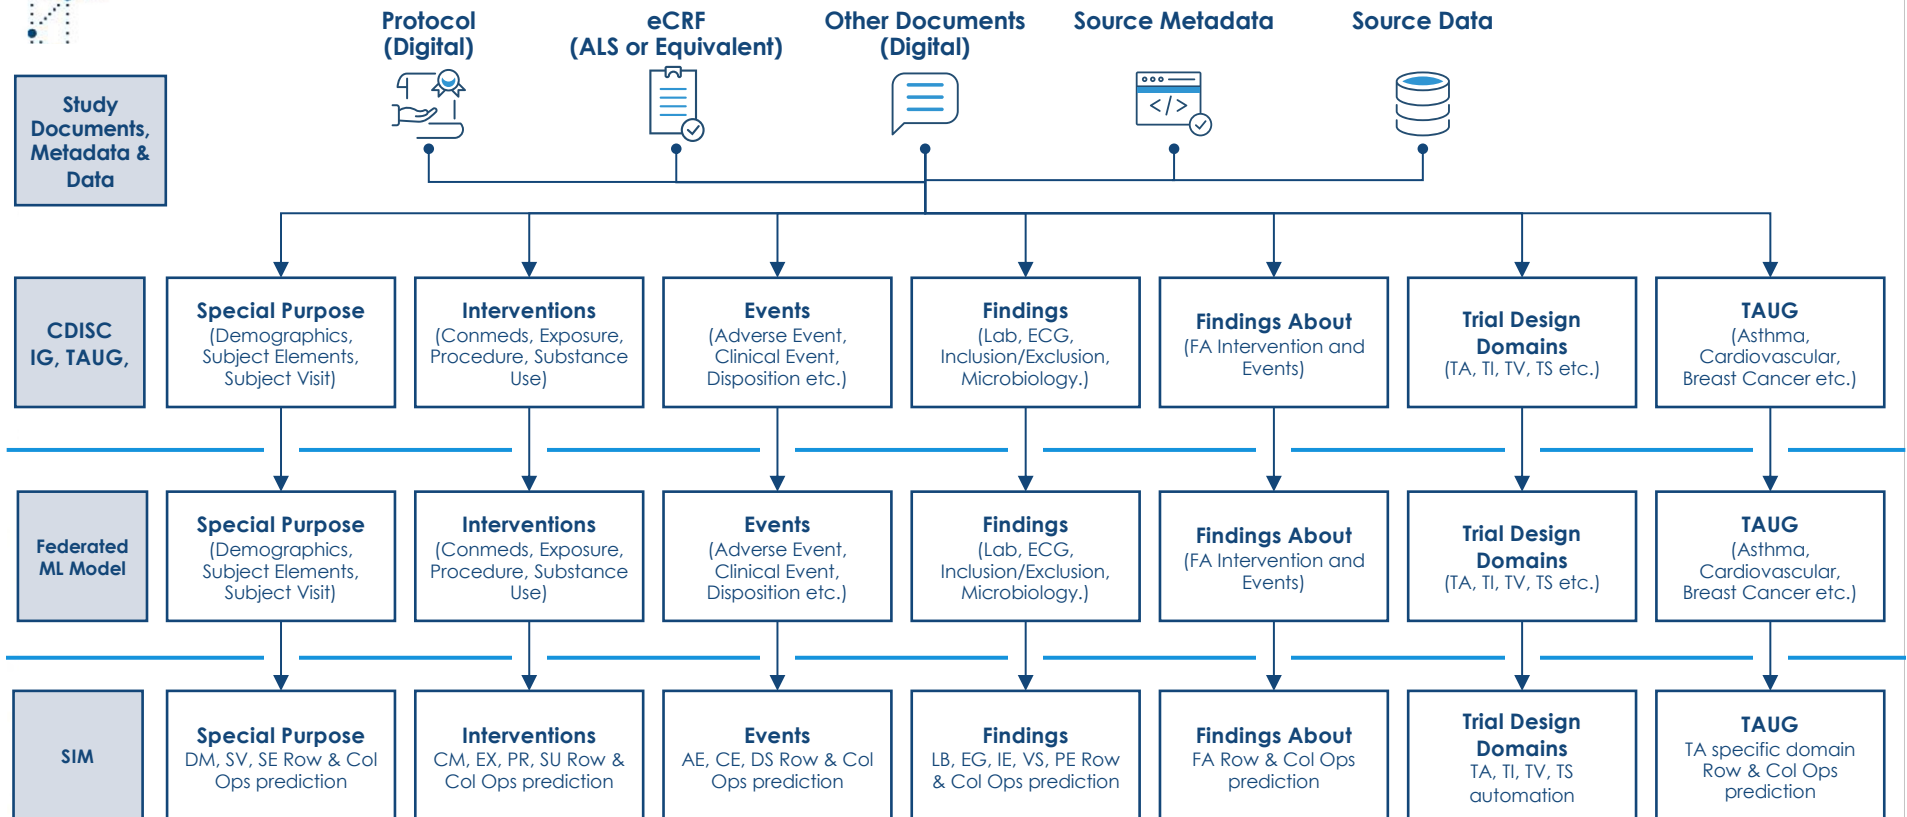 Protocol
(Digital)
eCRF
(ALS or Equivalent)
Other Documents
(Digital)
Source Metadata
Source Data
</>
Study
Documents,
Metadata &
Data
CDISC
IG, TAUG,
Special Purpose
(Demographics,
Subject Elements,
Subject Visit)
Interventions
(Conmeds, Exposure,
Procedure, Substance
Use)
Events
(Adverse Event,
Clinical Event,
Disposition etc.)
Findings
(Lab, ECG,
Inclusion/Exclusion,
Microbiology.)
Findings About
(FA Intervention and
Events)
Trial Design
Domains
(TA, TI, TV, TS etc.)
TAUG
(Asthma,
Cardiovascular,
Breast Cancer etc.)
Federated
ML Model
Special Purpose
(Demographics,
Subject Elements,
Subject Visit)
Interventions
(Conmeds, Exposure,
Procedure, Substance
Use)
Events
(Adverse Event,
Clinical Event,
Disposition etc.)
Findings
(Lab, ECG,
Inclusion/Exclusion,
Microbiology.)
Findings About
(FA Intervention and
Events)
Trial Design
Domains
(TA, TI, TV, TS etc.)
TAUG
(Asthma,
Cardiovascular,
Breast Cancer etc.)
SIM
Special Purpose
DM, SV, SE Row & Col
Ops prediction
Interventions
CM, EX, PR, SU Row &
Col Ops prediction
Events
AE, CE, DS Row & Col
Ops prediction
Findings
LB, EG, IE, VS, PE Row
& Col Ops prediction
Findings About
FA Row & Col Ops
prediction
Trial Design
Domains
TA, TI, TV, TS
automation
TAUG
TA specific domain
Row & Col Ops
prediction